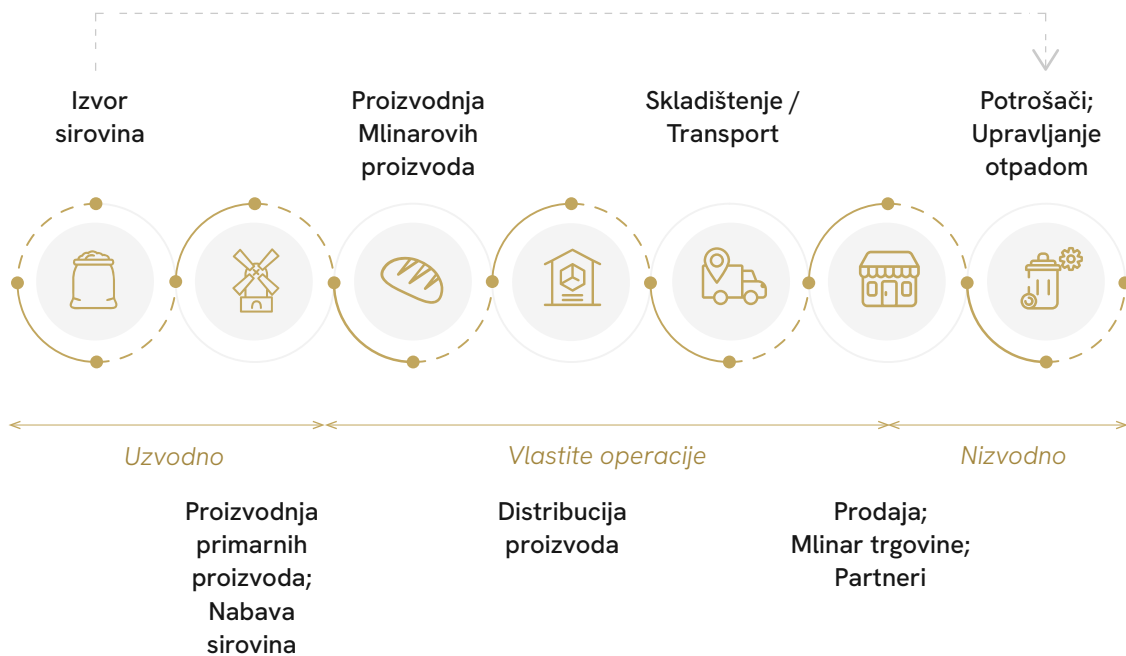 Izvor
sirovina
Proizvodnja
Mlinarovih
proizvoda
Skladištenje /
Transport
Potrošači;
Upravljanje
otpadom
Uzvodno
Vlastite operacije
Nizvodno
Proizvodnja
primarnih
proizvoda;
Nabava
sirovina
Distribucija
proizvoda
Prodaja;
Mlinar trgovine;
Partneri